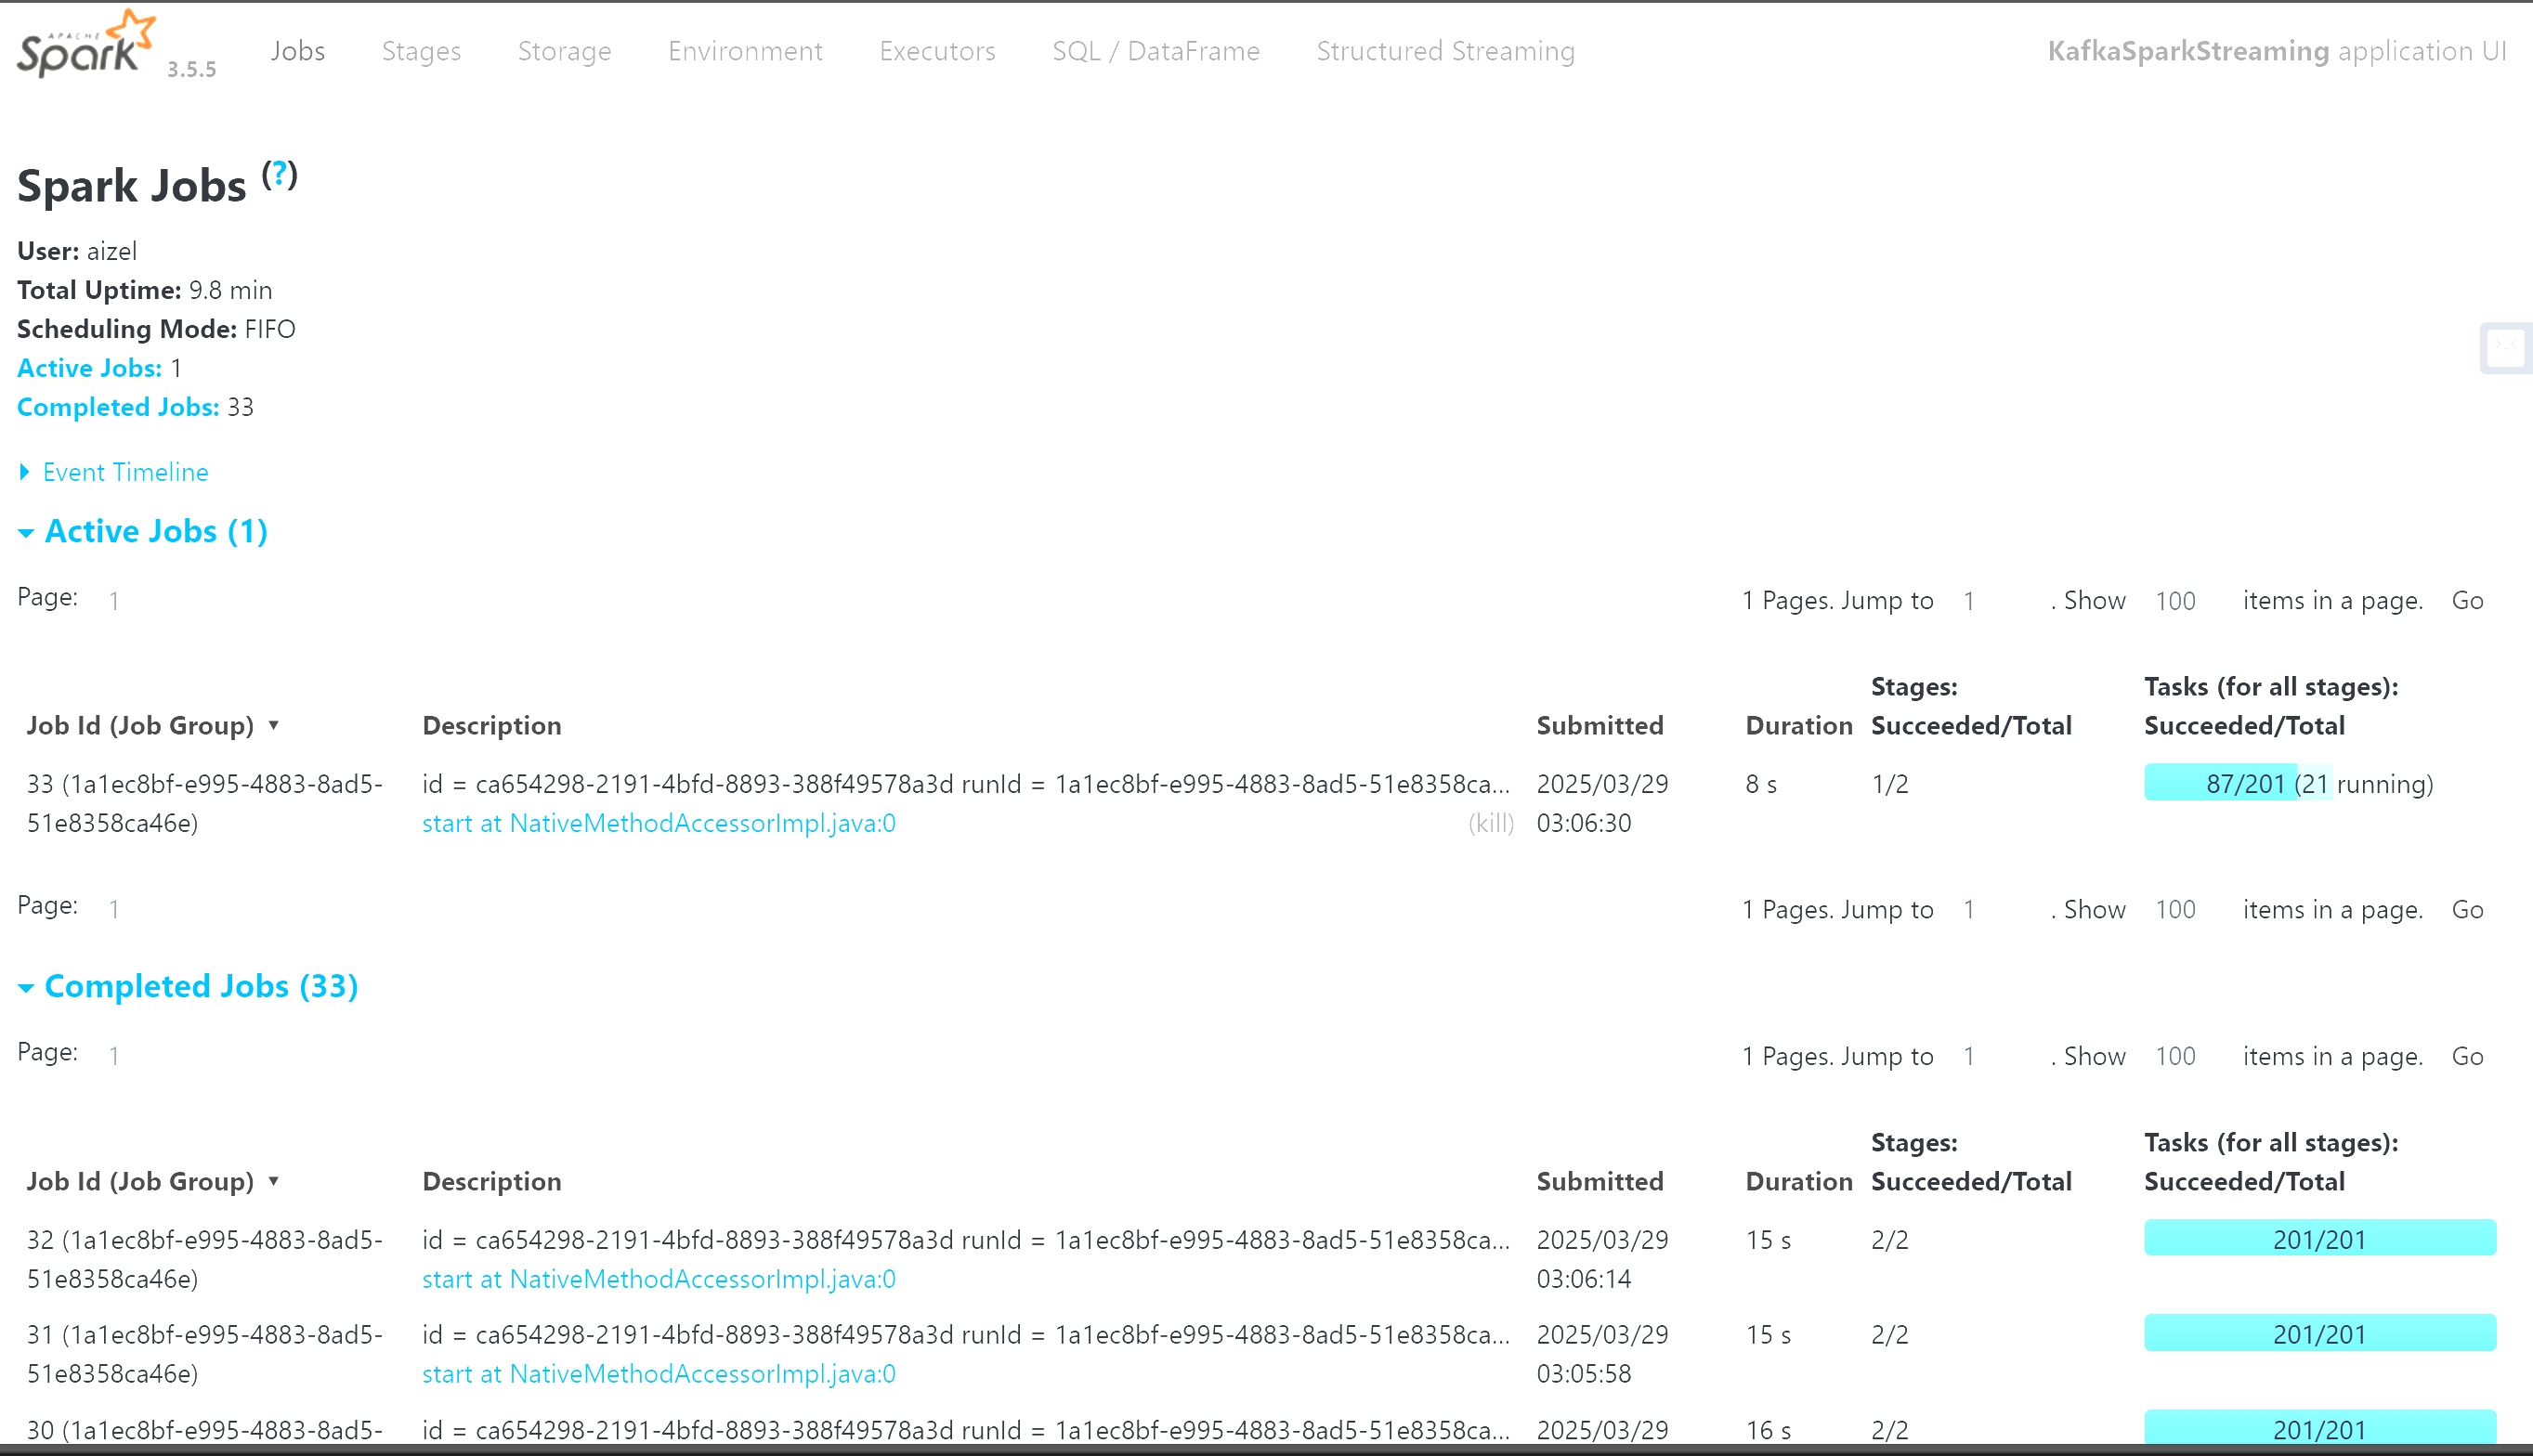 APACHE
Spark 3.5.5 Jobs Stages Storage Environment Executors SQL / DataFrame Structured Streaming KafkaSparkStreaming application UI
Spark Jobs (?)
User: aizel
Total Uptime: 9.8 min
Scheduling Mode: FIFO
Active Jobs: 1
Completed Jobs: 33
Event Timeline
Active Jobs (1)
Page: 1 1 Pages. Jump to 1 . Show 100 items in a page. Go
Stages: Tasks (for all stages):
Job Id (Job Group) ▾ Description Submitted Duration Succeeded/Total Succeeded/Total
33 (1a1ec8bf-e995-4883-8ad5- id = ca654298-2191-4bfd-8893-388f49578a3d runId = 1a1ec8bf-e995-4883-8ad5-51e8358ca... 2025/03/29 8 s 1/2 87/201 (21 running)
51e8358ca46e) start at NativeMethodAccessorImpl.java:0 (kill) 03:06:30
Page: 1 1 Pages. Jump to 1 . Show 100 items in a page. Go
Completed Jobs (33)
Page: 1 1 Pages. Jump to 1 . Show 100 items in a page. Go
Stages: Tasks (for all stages):
Job Id (Job Group) ▾ Description Submitted Duration Succeeded/Total Succeeded/Total
32 (1a1ec8bf-e995-4883-8ad5- id = ca654298-2191-4bfd-8893-388f49578a3d runId = 1a1ec8bf-e995-4883-8ad5-51e8358ca... 2025/03/29 15 s 2/2 201/201
51e8358ca46e) start at NativeMethodAccessorImpl.java:0 03:06:14
31 (1a1ec8bf-e995-4883-8ad5- id = ca654298-2191-4bfd-8893-388f49578a3d runId = 1a1ec8bf-e995-4883-8ad5-51e8358ca... 2025/03/29 15 s 2/2 201/201
51e8358ca46e) start at NativeMethodAccessorImpl.java:0 03:05:58
30 (1a1ec8bf-e995-4883-8ad5- id = ca654298-2191-4bfd-8893-388f49578a3d runId = 1a1ec8bf-e995-4883-8ad5-51e8358ca... 2025/03/29 16 s 2/2 201/201